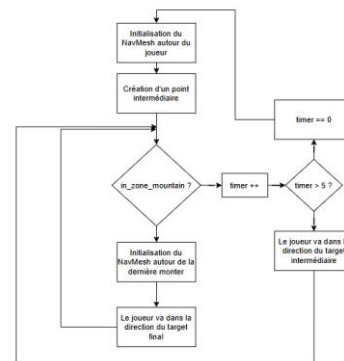 Initialisation du
NavMesh autour du
joueur
Création d'un point
intermédiaire
timer == 0
in_zone_mountain ?
timer ++
timer > 5 ?
Initialisation du
NavMesh autour de la
dernière monter
Le joueur va dans la
direction du target
intermédiaire
Le joueur va dans la
direction du target
final